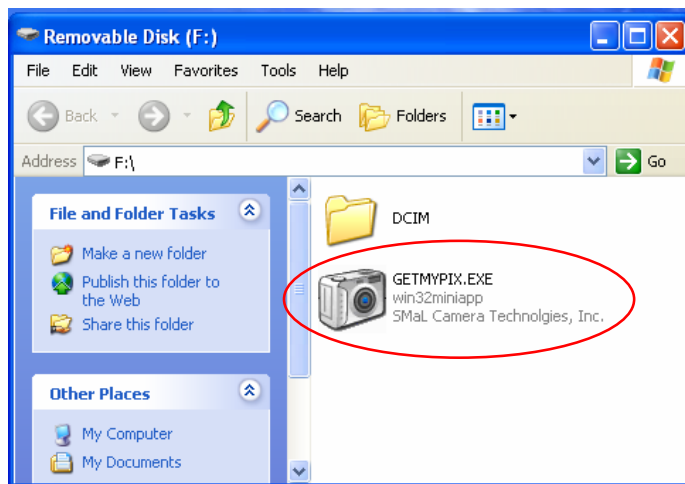 Removable Disk (F:)
File Edit View Favorites Tools Help
Back Search Folders
Address F:\ Go
File and Folder Tasks
Make a new folder
Publish this folder to
the Web
Share this folder
Other Places
My Computer
My Documents
DCIM
GETMYPIX.EXE
win32miniapp
SMaL Camera Technolgies, Inc.